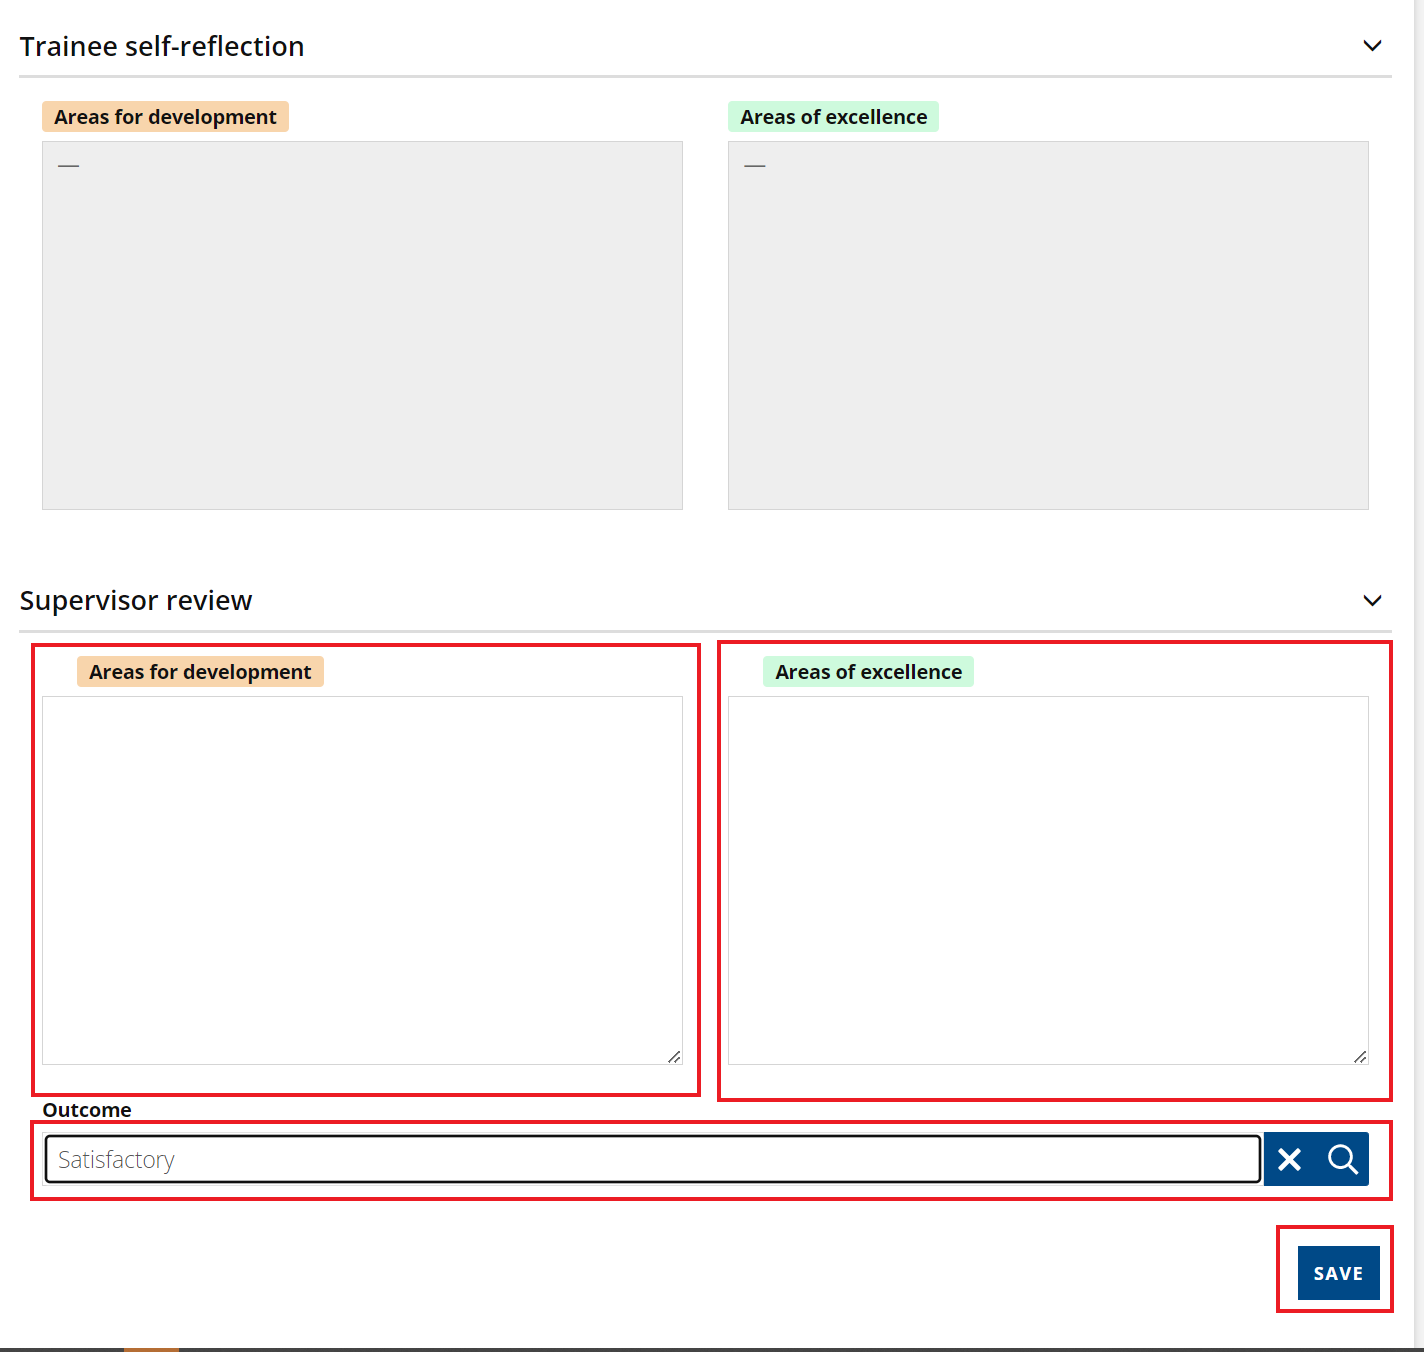 Trainee self-reflection
Areas for development
Areas of excellence
—
—
Supervisor review
Areas for development
Areas of excellence
Outcome
Satisfactory
SAVE